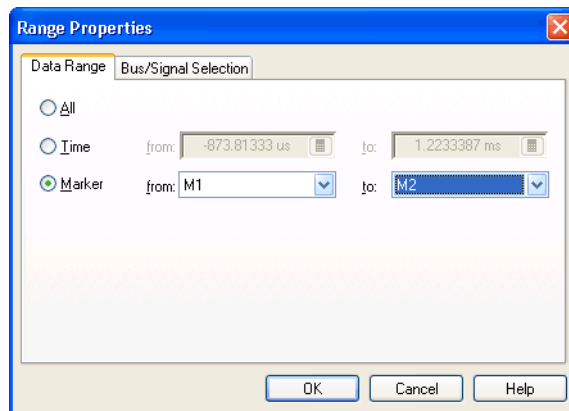 Range Properties
Data Range Bus/Signal Selection
All
Time from: -873.81333 us to: 1.2233387 ms
Marker from: M1 to: M2
OK Cancel Help